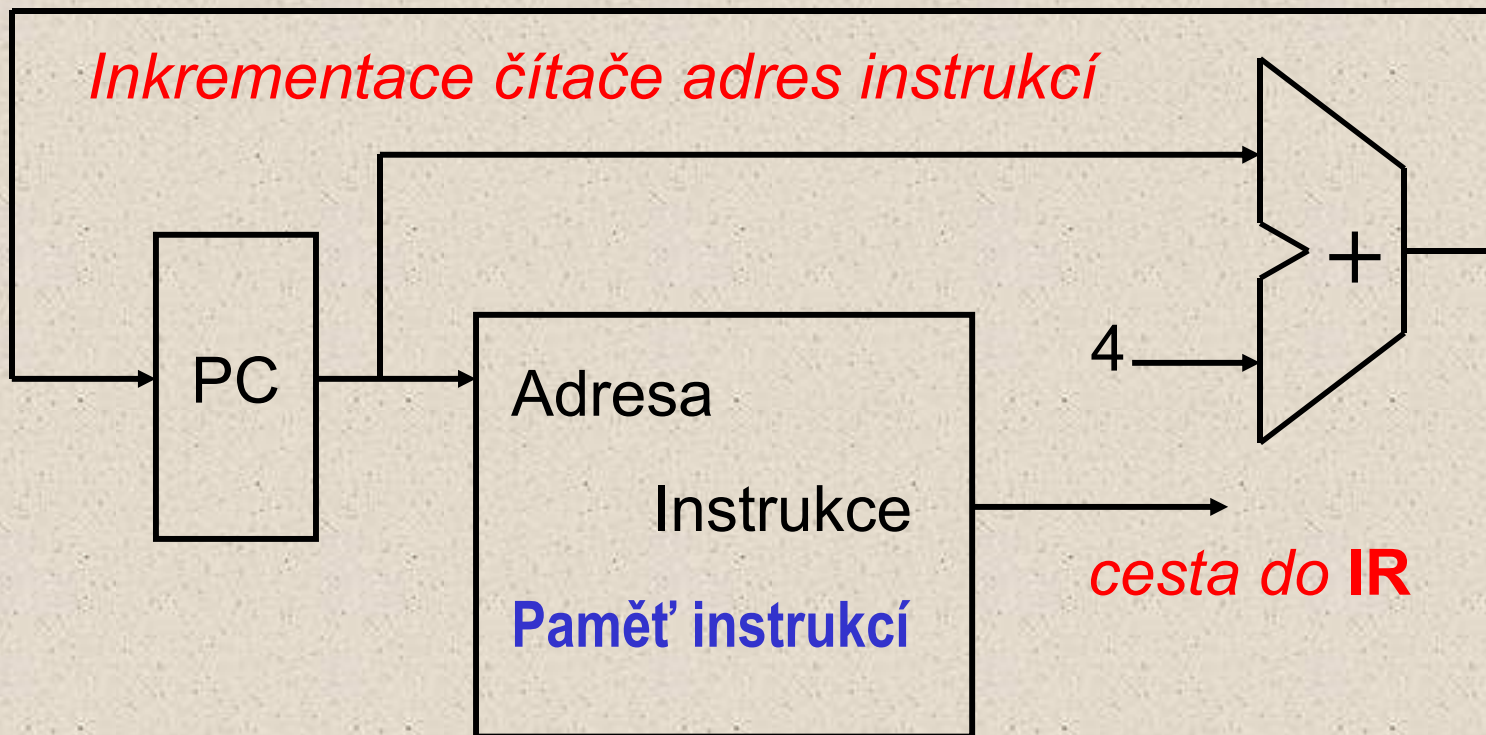 Inkrementace čítače adres instrukcí
+
4
PC
Adresa
Instrukce
cesta do IR
Paměť instrukcí